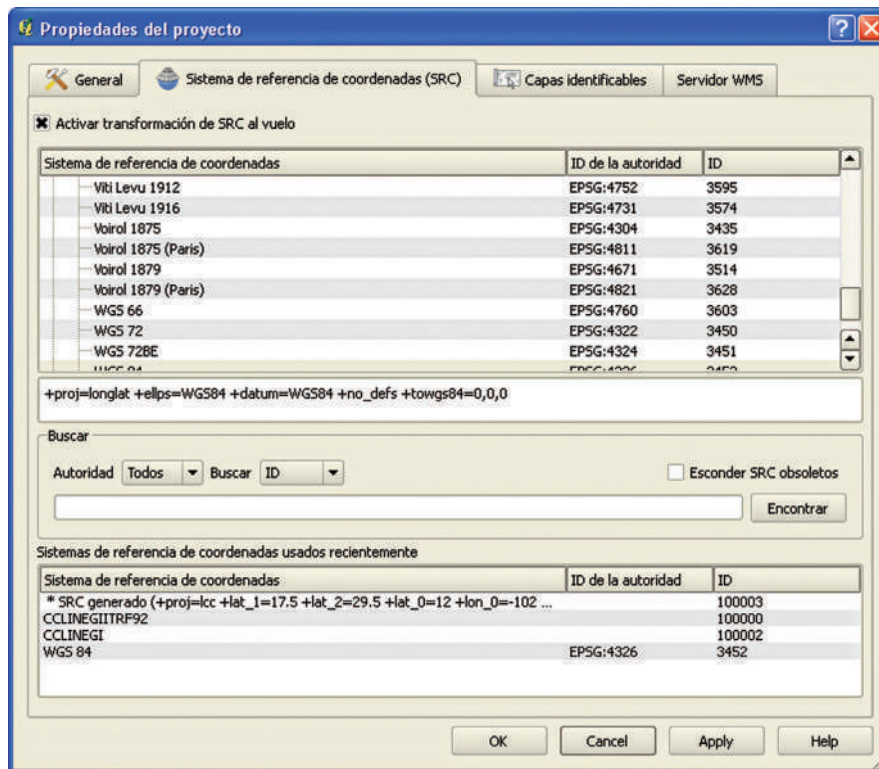 Propiedades del proyecto
General Sistema de referencia de coordenadas (SRC) Capas identificables Servidor WMS
Activar transformación de SRC al vuelo
Sistema de referencia de coordenadas ID de la autoridad ID
Viti Levu 1912 EPSG:4752 3595
Viti Levu 1916 EPSG:4731 3574
Voirol 1875 EPSG:4304 3435
Voirol 1875 (Paris) EPSG:4811 3619
Voirol 1879 EPSG:4671 3514
Voirol 1879 (Paris) EPSG:4821 3628
WGS 66 EPSG:4760 3603
WGS 72 EPSG:4322 3450
WGS 72BE EPSG:4324 3451
WGS 84 EPSG:4326 3452
+proj=longlat +ellps=WGS84 +datum=WGS84 +no_defs +towgs84=0,0,0
Buscar
Autoridad Todos Buscar ID Esconder SRC obsoletos
Encontrar
Sistemas de referencia de coordenadas usados recientemente
Sistema de referencia de coordenadas ID de la autoridad ID
* SRC generado (+proj=lcc +lat_1=17.5 +lat_2=29.5 +lat_0=12 +lon_0=-102 ... 100003
CCLINEGIITRF92 100000
CCLINEGI 100002
WGS 84 EPSG:4326 3452
OK Cancel Apply Help